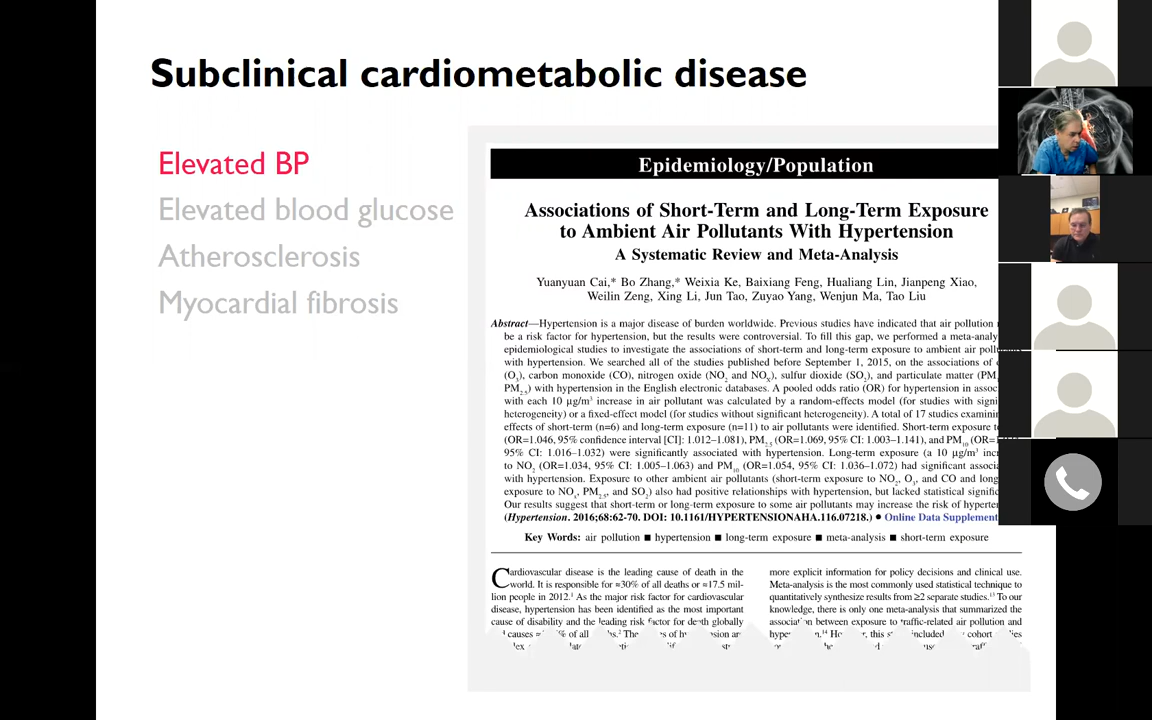 Subclinical cardiometabolic disease
Elevated BP
Elevated blood glucose
Atherosclerosis
Myocardial fibrosis
Epidemiology/Population
Associations of Short-Term and Long-Term Exposure
to Ambient Air Pollutants With Hypertension
A Systematic Review and Meta-Analysis
Yuanyuan Cai,* Bo Zhang,* Weixia Ke, Baixiang Feng, Hualiang Lin, Jianpeng Xiao,
Weilin Zeng, Xing Li, Jun Tao, Zuyao Yang, Wenjun Ma, Tao Liu
Abstract—Hypertension is a major disease of burden worldwide. Previous studies have indicated that air pollution
be a risk factor for hypertension, but the results were controversial. To fill this gap, we performed a
epidemiological studies to investigate the associations of short-term and long-term exposure to ambient air
with hypertension. We searched all of the studies published before September 1, 2015, on the associations of
(O3), carbon monoxide (CO), nitrogen oxide (NO2 and NOX), sulfur dioxide (SO2), and particulate matter (PM
PM2.5) with hypertension in the English electronic databases. A pooled odds ratio (OR) for hypertension in
with each 10 μg/m3 increase in air pollutant was calculated by a random-effects model (for studies with
heterogeneity) or a fixed-effect model (for studies without significant heterogeneity). A total of 17 studies
effects of short-term (n=6) and long-term exposure (n=11) to air pollutants were identified. Short-term exposure
(OR=1.046, 95% confidence interval [CI]: 1.012–1.081), PM2.5 (OR=1.069, 95% CI: 1.003–1.141), and PM10
95% CI: 1.016–1.032) were significantly associated with hypertension. Long-term exposure (a 10 μg/m3
to NO2 (OR=1.034, 95% CI: 1.005–1.063) and PM10 (OR=1.054, 95% CI: 1.036–1.072) had significant
with hypertension. Exposure to other ambient air pollutants (short-term exposure to NO2, O3, and CO and
exposure to NOx, PM2.5, and SO2) also had positive relationships with hypertension, but lacked statistical
Our results suggest that short-term or long-term exposure to some air pollutants may increase the risk of
(Hypertension. 2016;68:62-70. DOI: 10.1161/HYPERTENSIONAHA.116.07218.) ● Online Data Supplement
Key Words: air pollution ■ hypertension ■ long-term exposure ■ meta-analysis ■ short-term exposure
Cardiovascular disease is the leading cause of death in the
world. It is responsible for ≈30% of all deaths or ≈17.5 mil-
lion people in 2012.1 As the major risk factor for cardiovascular
disease, hypertension has been identified as the most important
cause of disability and the leading risk factor for death globally
more explicit information for policy decisions and clinical use.
Meta-analysis is the most commonly used statistical technique to
quantitatively synthesize results from ≥2 separate studies.13 To our
knowledge, there is only one meta-analysis that summarized the
association between exposure to traffic-related air pollution and